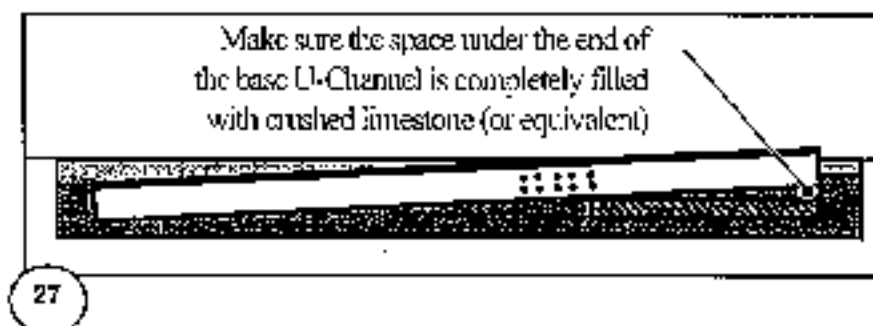 Make sure the space under the end of
the base U-Channel is completely filled
with crushed limestone (or equivalent)
27